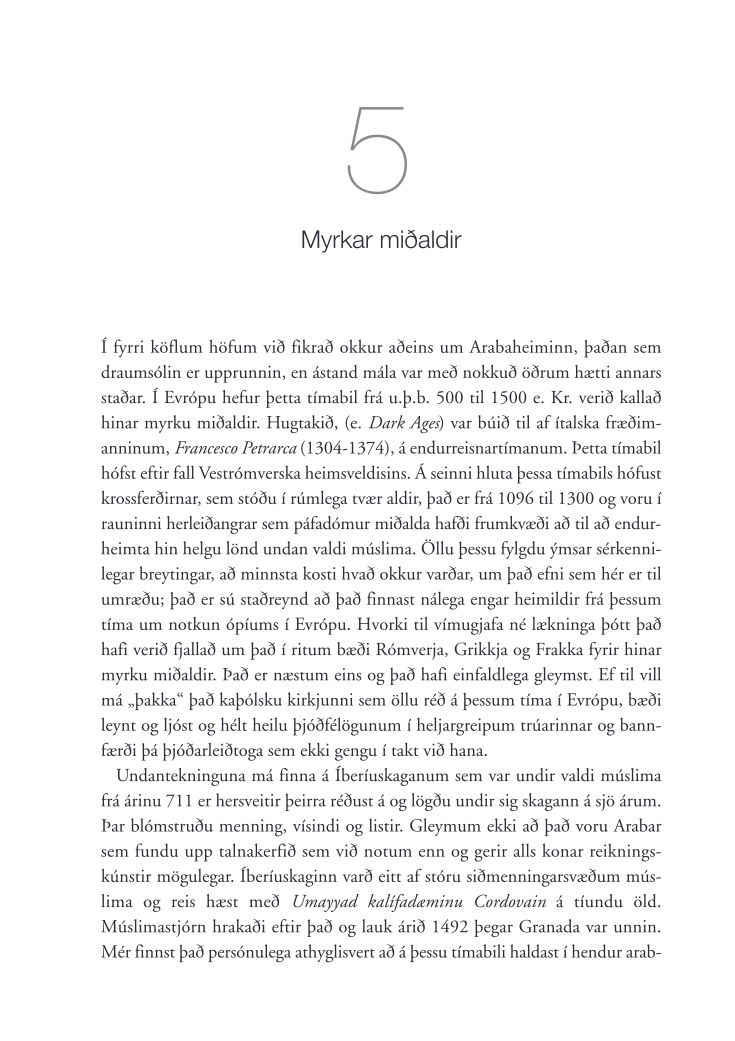 5
Myrkar miðaldir
Í fyrri köflum höfum við fikrað okkur aðeins um Arabaheiminn, þaðan sem
draumsólin er upprunnin, en ástand mála var með nokkuð öðrum hætti annars
staðar. Í Evrópu hefur þetta tímabil frá u.þ.b. 500 til 1500 e. Kr. verið kallað
hinar myrku miðaldir. Hugtakið, (e. Dark Ages) var búið til af ítalska fræðim-
anninum, Francesco Petrarca (1304-1374), á endurreisnartímanum. Þetta tímabil
hófst eftir fall Vestrómverska heimsveldisins. Á seinni hluta þessa tímabils hófust
krossferðirnar, sem stóðu í rúmlega tvær aldir, það er frá 1096 til 1300 og voru í
rauninni herleiðangrar sem páfadómur miðalda hafði frumkvæði að til að endur-
heimta hin helgu lönd undan valdi múslima. Öllu þessu fylgdu ýmsar sérkenni-
legar breytingar, að minnsta kosti hvað okkur varðar, um það efni sem hér er til
umræðu; það er sú staðreynd að það finnast nálega engar heimildir frá þessum
tíma um notkun ópíums í Evrópu. Hvorki til vímugjafa né lækninga þótt það
hafi verið fjallað um það í ritum bæði Rómverja, Grikkja og Frakka fyrir hinar
myrku miðaldir. Það er næstum eins og það hafi einfaldlega gleymst. Ef til vill
má „þakka“ það kaþólsku kirkjunni sem öllu réð á þessum tíma í Evrópu, bæði
leynt og ljóst og hélt heilu þjóðfélögunum í heljargreipum trúarinnar og bann-
færði þá þjóðarleiðtoga sem ekki gengu í takt við hana.
Undantekninguna má finna á Íberíuskaganum sem var undir valdi múslima
frá árinu 711 er hersveitir þeirra réðust á og lögðu undir sig skagann á sjö árum.
Þar blómstruðu menning, vísindi og listir. Gleymum ekki að það voru Arabar
sem fundu upp talnakerfið sem við notum enn og gerir alls konar reiknings-
kúnstir mögulegar. Íberíuskaginn varð eitt af stóru siðmenningarsvæðum mús-
lima og reis hæst með Umayyad kalífadæminu Cordovain á tíundu öld.
Múslimastjórn hrakaði eftir það og lauk árið 1492 þegar Granada var unnin.
Mér finnst það persónulega athyglisvert að á þessu tímabili haldast í hendur arab-